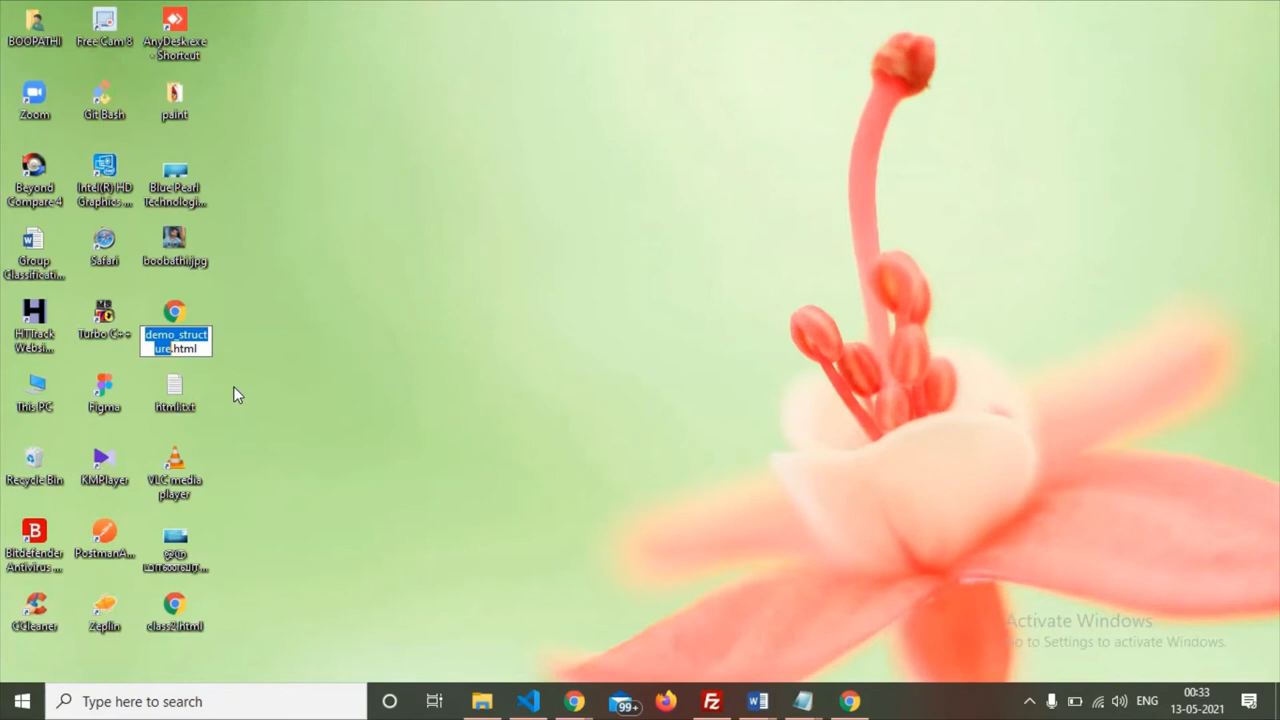 BOOPATHI
Free Cam 8
AnyDesk.exe
- Shortcut
Zoom
Git Bash
paint
Beyond
Compare 4
Intel(R) HD
Graphics ...
Blue Pearl
Technologi...
Group
Classificati...
Safari
boobathi.jpg
HTTrack
Websi...
Turbo C++
demo_struct
ure.html
This PC
Figma
html.txt
Recycle Bin
KMPlayer
VLC media
player
Bitdefender
Antivirus ...
PostmanA...
CCleaner
Zeplin
class2.html
Activate Windows
Go to Settings to activate Windows.
Type here to search
99+
ENG
00:33
13-05-2021